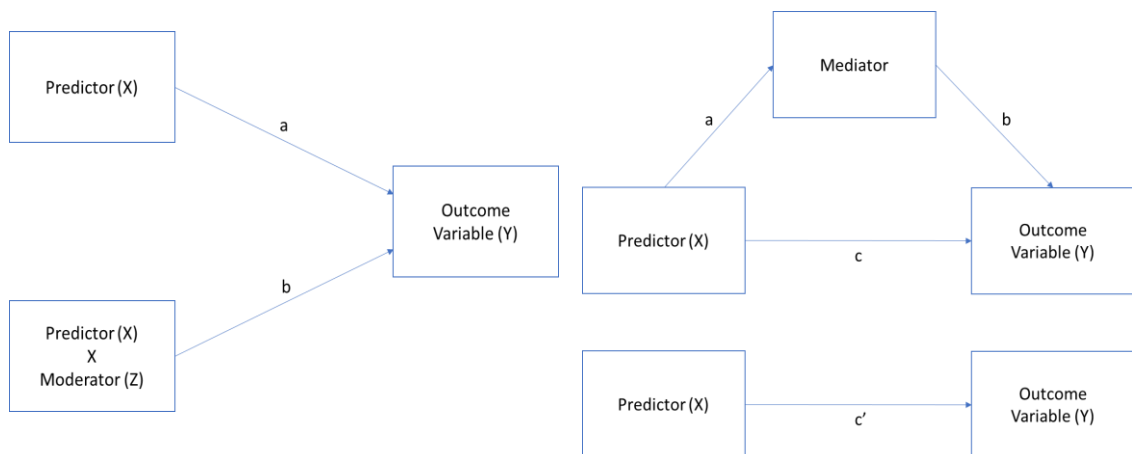 Predictor (X)
a
Outcome
Variable (Y)
b
Predictor (X)
X
Moderator (Z)
Mediator
a
b
Predictor (X)
c
Outcome
Variable (Y)
Predictor (X)
c’
Outcome
Variable (Y)